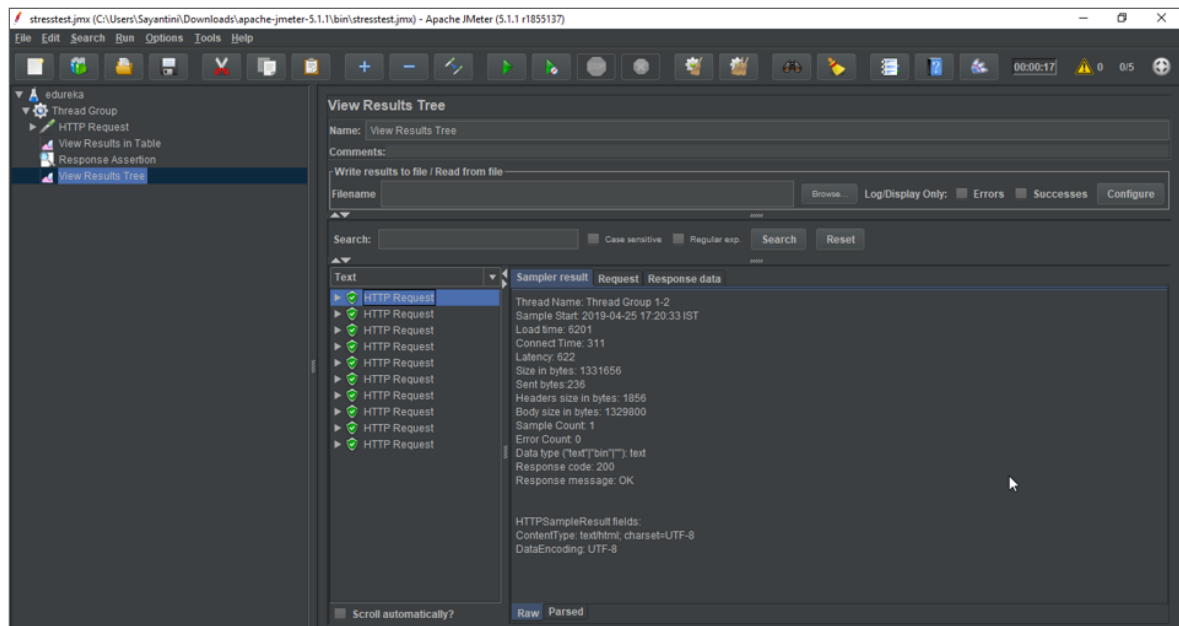 stresstest.jmx (C:\Users\Sayantini\Downloads\apache-jmeter-5.1.1\bin\stresstest.jmx) - Apache JMeter (5.1.1 r1855137)
File Edit Search Run Options Tools Help
00:00:17 0 0/5
edureka
Thread Group
HTTP Request
View Results in Table
Response Assertion
View Results Tree
View Results Tree
Name: View Results Tree
Comments:
Write results to file / Read from file
Filename Browse... Log/Display Only: Errors Successes Configure
Search: Case sensitive Regular exp. Search Reset
Text
HTTP Request
HTTP Request
HTTP Request
HTTP Request
HTTP Request
HTTP Request
HTTP Request
HTTP Request
HTTP Request
HTTP Request
Scroll automatically?
Sampler result Request Response data
Thread Name: Thread Group 1-2
Sample Start: 2019-04-25 17:20:33 IST
Load time: 6201
Connect Time: 311
Latency: 622
Size in bytes: 1331656
Sent bytes:236
Headers size in bytes: 1856
Body size in bytes: 1329800
Sample Count: 1
Error Count: 0
Data type ("text"|"bin"|""): text
Response code: 200
Response message: OK
HTTPSampleResult fields:
ContentType: text/html; charset=UTF-8
DataEncoding: UTF-8
Raw Parsed